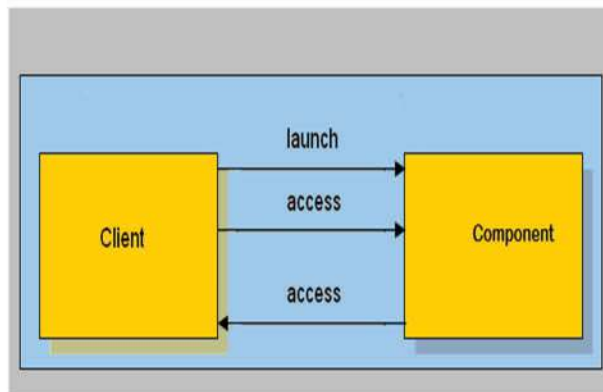 launch
access
Client
Component
access